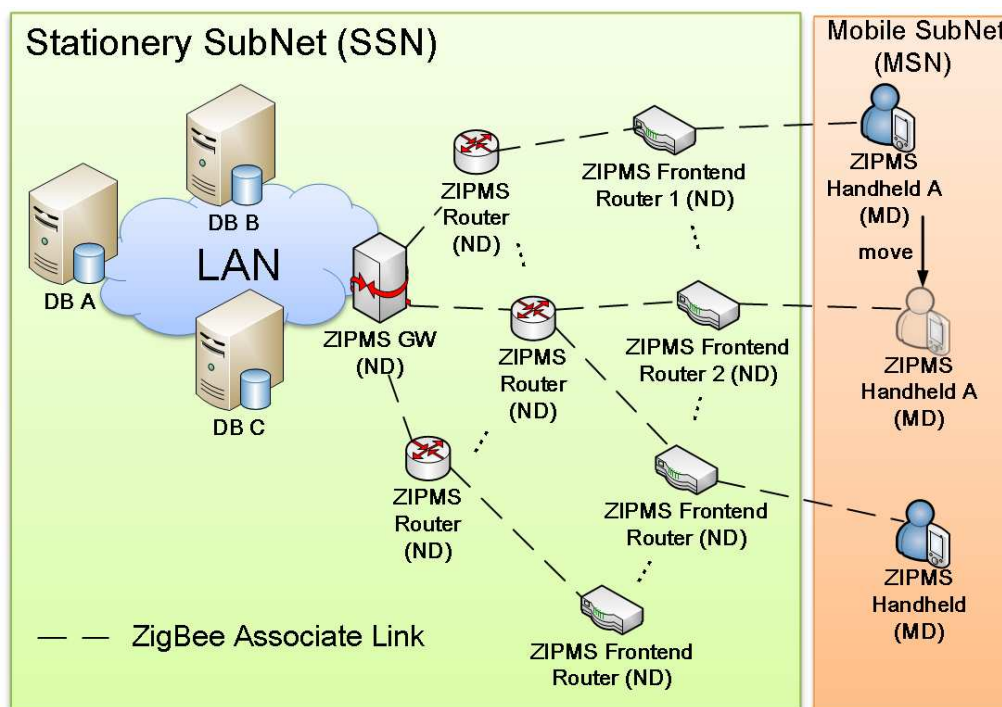 Stationery SubNet (SSN)
Mobile SubNet
(MSN)
DB B
DB A
LAN
DB C
ZIPMS GW
(ND)
ZIPMS
Router
(ND)
ZIPMS Frontend
Router 1 (ND)
ZIPMS
Handheld A
(MD)
move
ZIPMS
Router
(ND)
ZIPMS Frontend
Router 2 (ND)
ZIPMS
Handheld A
(MD)
ZIPMS
Router
(ND)
ZIPMS Frontend
Router (ND)
ZIPMS
Handheld
(MD)
ZIPMS Frontend
Router (ND)
ZigBee Associate Link